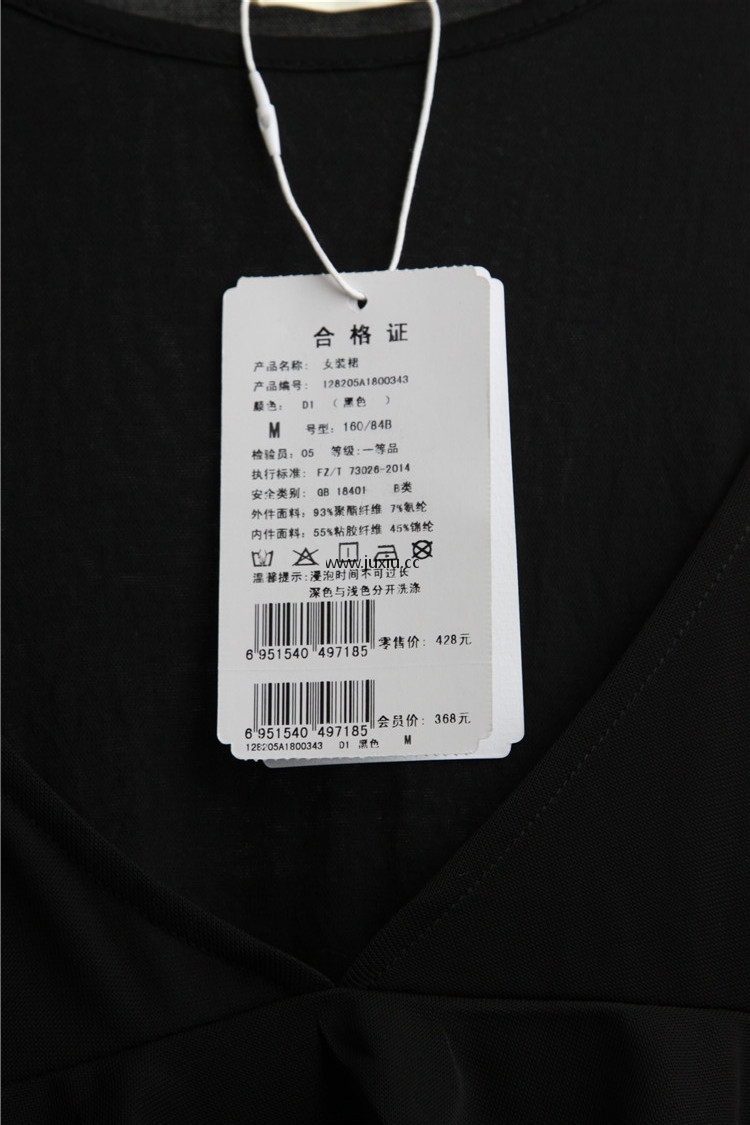 合格证
产品名称: 女装裙
产品编号: 128205A1800343
颜色: D1 (黑色)
M 号型: 160/84B
检验员: 05 等级:一等品
执行标准: FZ/T 73026-2014
安全类别: GB 18401 B类
外件面料: 93%聚酯纤维 7%氨纶
内件面料: 55%粘胶纤维 45%锦纶
www.juxiu.cc
温馨提示:浸泡时间不可过长
深色与浅色分开洗涤
6 951540 497185 零售价: 428元
6 951540 497185 会员价: 368元
128205A1800343 D1 黑色 M